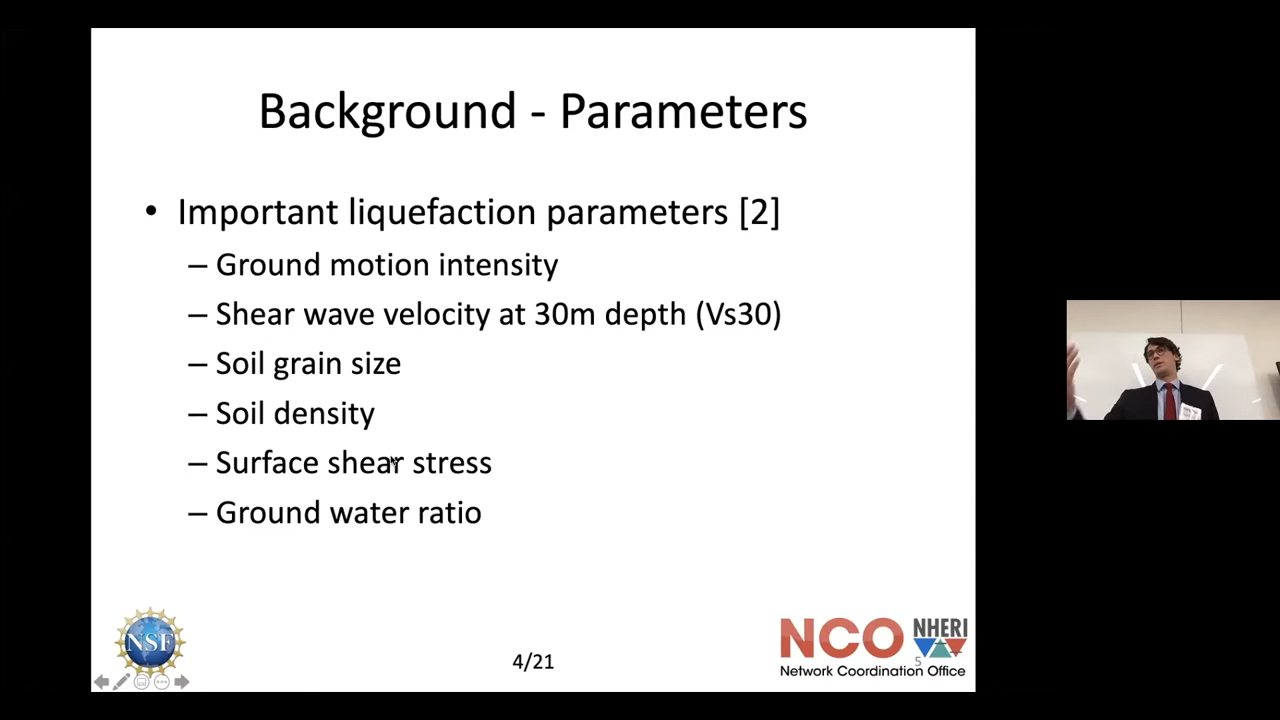 Background - Parameters
• Important liquefaction parameters [2]
– Ground motion intensity
– Shear wave velocity at 30m depth (Vs30)
– Soil grain size
– Soil density
– Surface shear stress
– Ground water ratio
NSF
4/21
NCO NHERI
5
Network Coordination Office